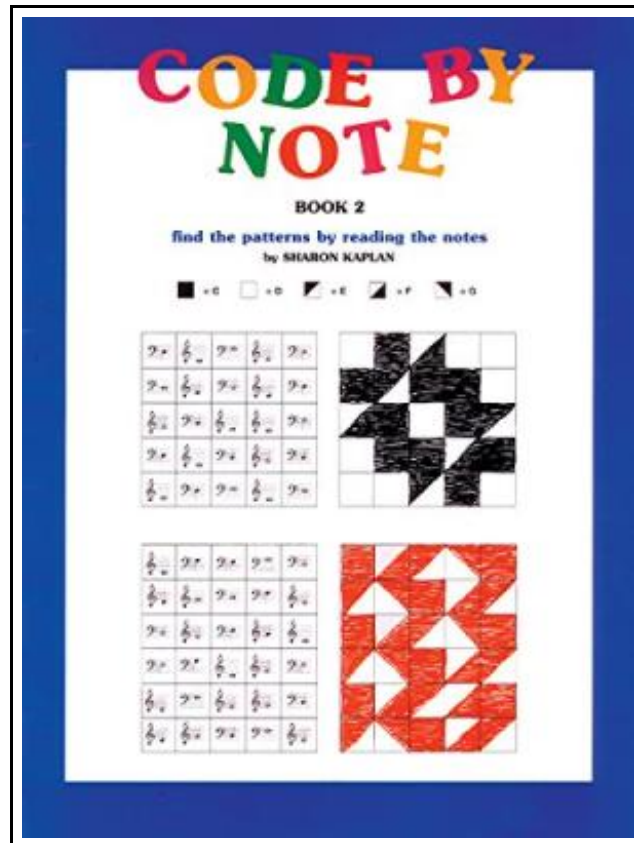 CODE BY
NOTE
BOOK 2
find the patterns by reading the notes
by SHARON KAPLAN
= C = D = E = F = G